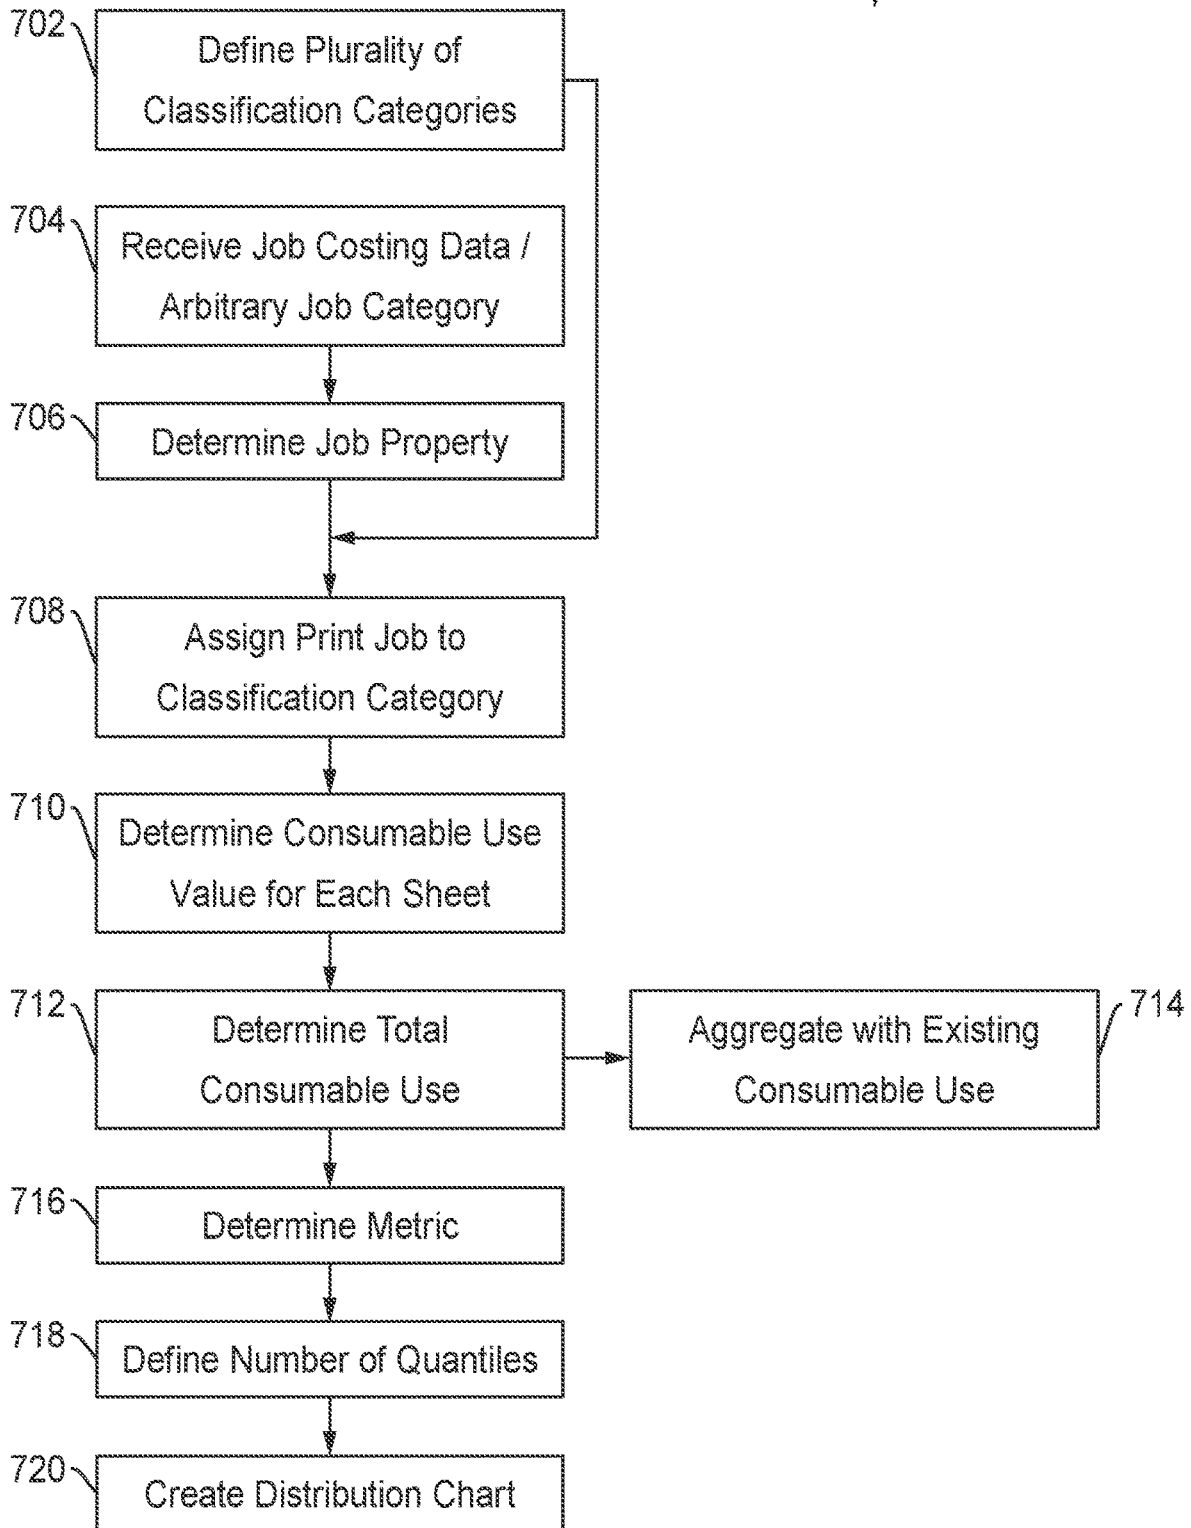 702
Define Plurality of
Classification Categories
704
Receive Job Costing Data /
Arbitrary Job Category
706
Determine Job Property
708
Assign Print Job to
Classification Category
710
Determine Consumable Use
Value for Each Sheet
712
Determine Total
Consumable Use
714
Aggregate with Existing
Consumable Use
716
Determine Metric
718
Define Number of Quantiles
720
Create Distribution Chart